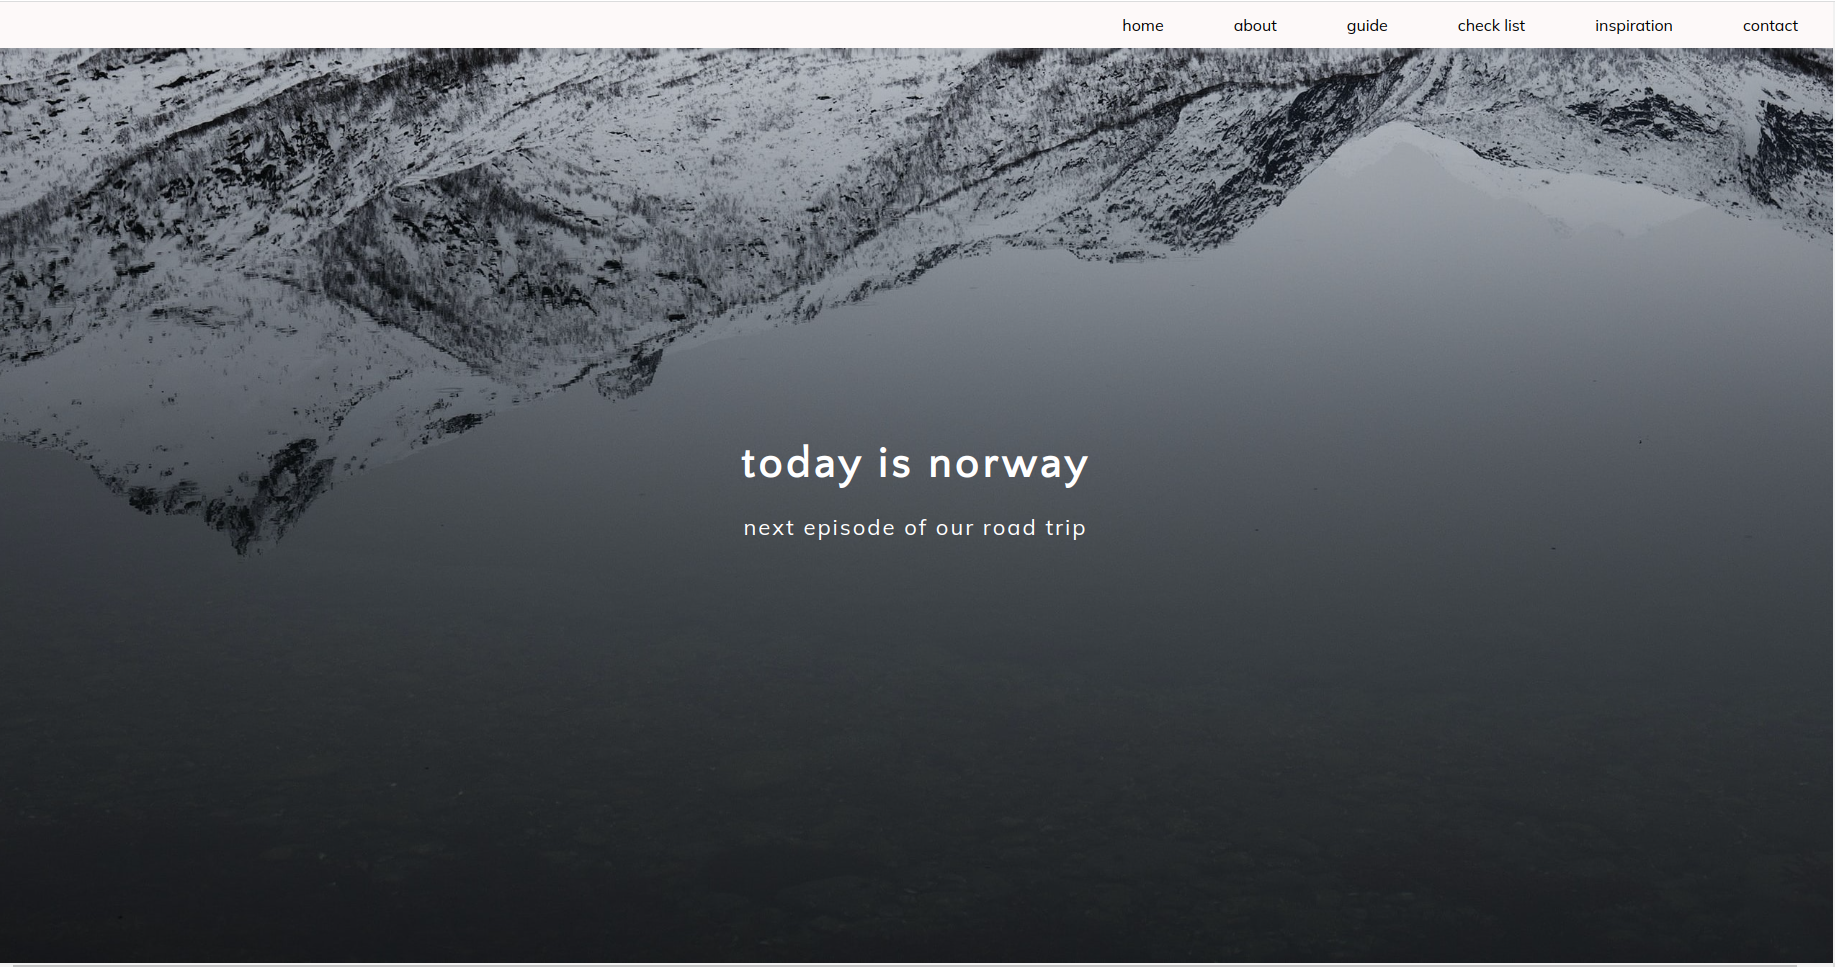 home about guide check list inspiration contact
today is norway
next episode of our road trip